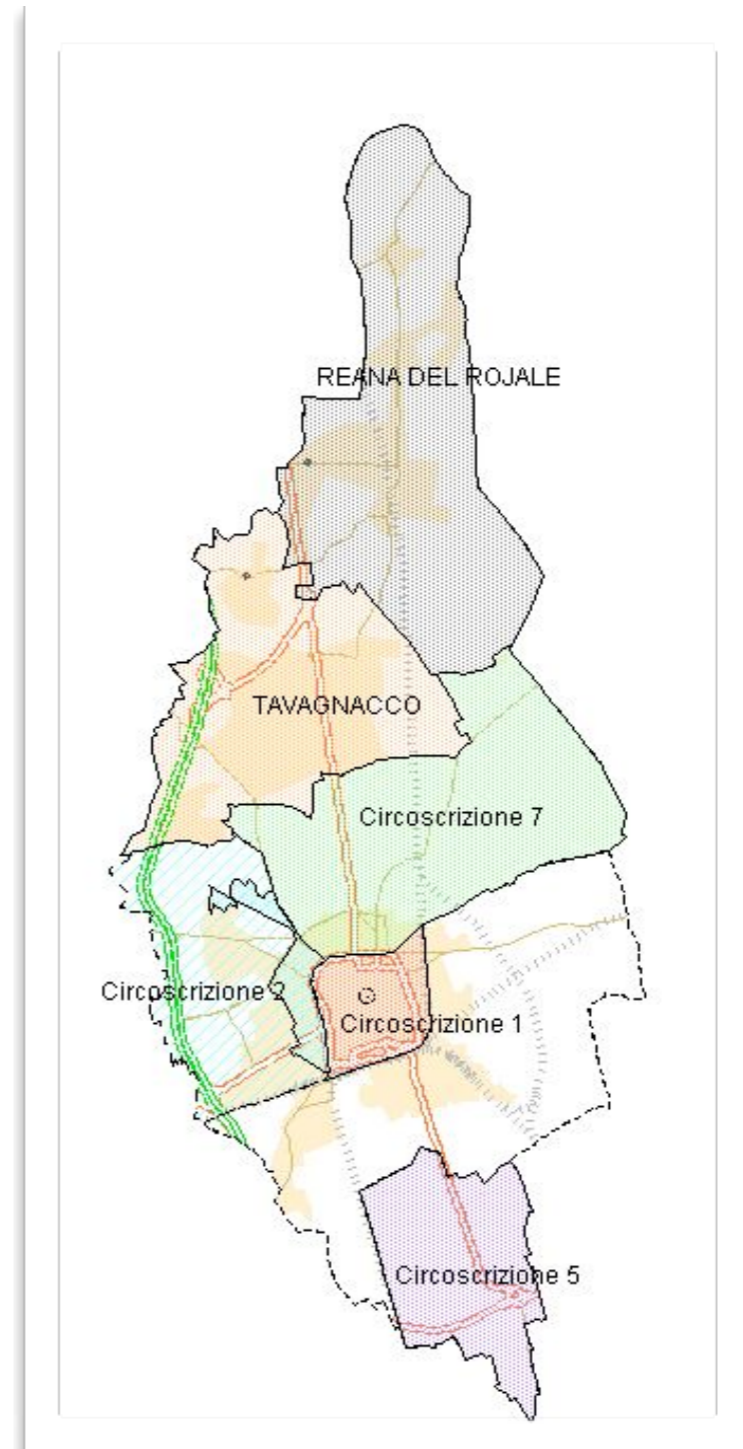 REANA DEL ROJALE
TAVAGNACCO
Circoscrizione 7
Circoscrizione 2
Circoscrizione 1
Circoscrizione 5